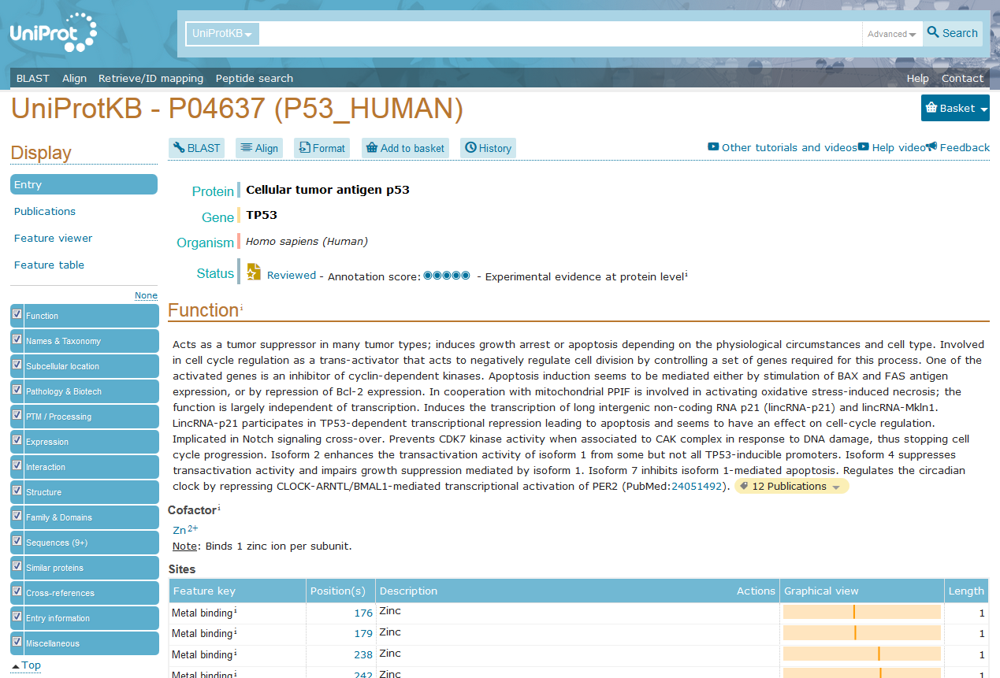 UniProt
UniProtKB
Advanced
Search
BLAST Align Retrieve/ID mapping Peptide search
Help Contact
UniProtKB - P04637 (P53_HUMAN)
Basket
Display
BLAST Align Format Add to basket History
Other tutorials and videos Help video Feedback
Entry
Publications
Feature viewer
Feature table
None
Function
Names & Taxonomy
Subcellular location
Pathology & Biotech
PTM / Processing
Expression
Interaction
Structure
Family & Domains
Sequences (9+)
Similar proteins
Cross-references
Entry information
Miscellaneous
Top
Protein Cellular tumor antigen p53
Gene TP53
Organism Homo sapiens (Human)
Status Reviewed - Annotation score: - Experimental evidence at protein level i
Function i
Acts as a tumor suppressor in many tumor types; induces growth arrest or apoptosis depending on the physiological circumstances and cell type. Involved
in cell cycle regulation as a trans-activator that acts to negatively regulate cell division by controlling a set of genes required for this process. One of the
activated genes is an inhibitor of cyclin-dependent kinases. Apoptosis induction seems to be mediated either by stimulation of BAX and FAS antigen
expression, or by repression of Bcl-2 expression. In cooperation with mitochondrial PPIF is involved in activating oxidative stress-induced necrosis; the
function is largely independent of transcription. Induces the transcription of long intergenic non-coding RNA p21 (lincRNA-p21) and lincRNA-Mkln1.
LincRNA-p21 participates in TP53-dependent transcriptional repression leading to apoptosis and seems to have an effect on cell-cycle regulation.
Implicated in Notch signaling cross-over. Prevents CDK7 kinase activity when associated to CAK complex in response to DNA damage, thus stopping cell
cycle progression. Isoform 2 enhances the transactivation activity of isoform 1 from some but not all TP53-inducible promoters. Isoform 4 suppresses
transactivation activity and impairs growth suppression mediated by isoform 1. Isoform 7 inhibits isoform 1-mediated apoptosis. Regulates the circadian
clock by repressing CLOCK-ARNTL/BMAL1-mediated transcriptional activation of PER2 (PubMed:24051492). 12 Publications
Cofactor i
Zn2+
Note: Binds 1 zinc ion per subunit.
Sites
Feature key Position(s) Description Actions Graphical view Length
Metal binding i 176 Zinc 1
Metal binding i 179 Zinc 1
Metal binding i 238 Zinc 1
Metal binding i 242 Zinc 1